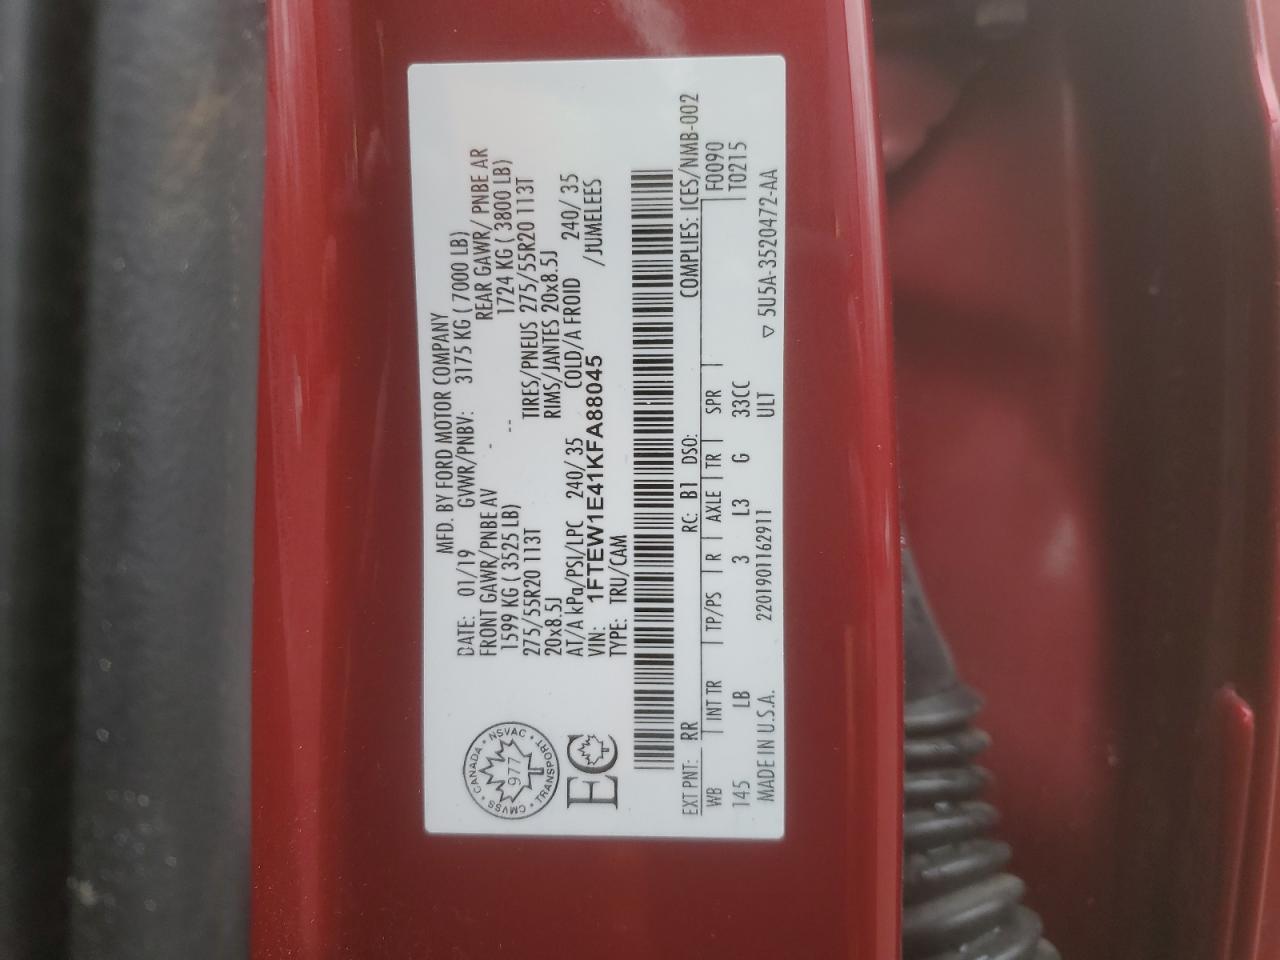 MFD. BY FORD MOTOR COMPANY
DATE: 01/19 GVWR/PNBV: 3175 KG ( 7000 LB)
FRONT GAWR/PNBE AV - REAR GAWR/ PNBE AR
1599 KG ( 3525 LB) -- 1724 KG ( 3800 LB)
275/55R20 113T TIRES/PNEUS 275/55R20 113T
20x8.5J RIMS/JANTES 20x8.5J
AT/A kPa/PSI/LPC 240/ 35 COLD/A FROID 240/ 35
VIN: 1FTEW1E41KFA88045 /JUMELEES
TYPE: TRU/CAM
CANADA • NSVAC • TRANSPORT • CMVSS •
977
EC
COMPLIES: ICES/NMB-002
EXT PNT: RR RC: B1 DSO:
WB INT TR TP/PS R AXLE TR SPR F0090
145 LB 3 L3 G 33CC T0215
MADE IN U.S.A. 2201901162911 ULT ▽ 5U5A-3520472-AA